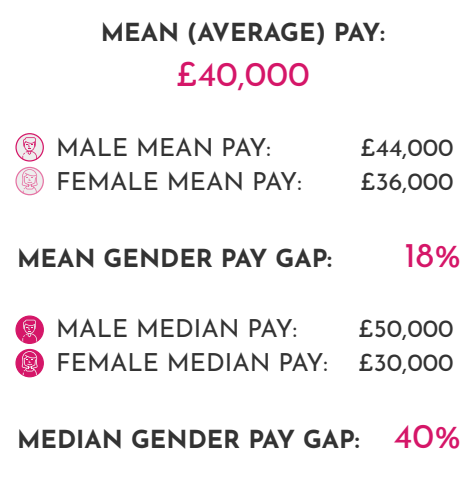 MEAN (AVERAGE) PAY:
£40,000
MALE MEAN PAY: £44,000
FEMALE MEAN PAY: £36,000
MEAN GENDER PAY GAP: 18%
MALE MEDIAN PAY: £50,000
FEMALE MEDIAN PAY: £30,000
MEDIAN GENDER PAY GAP: 40%